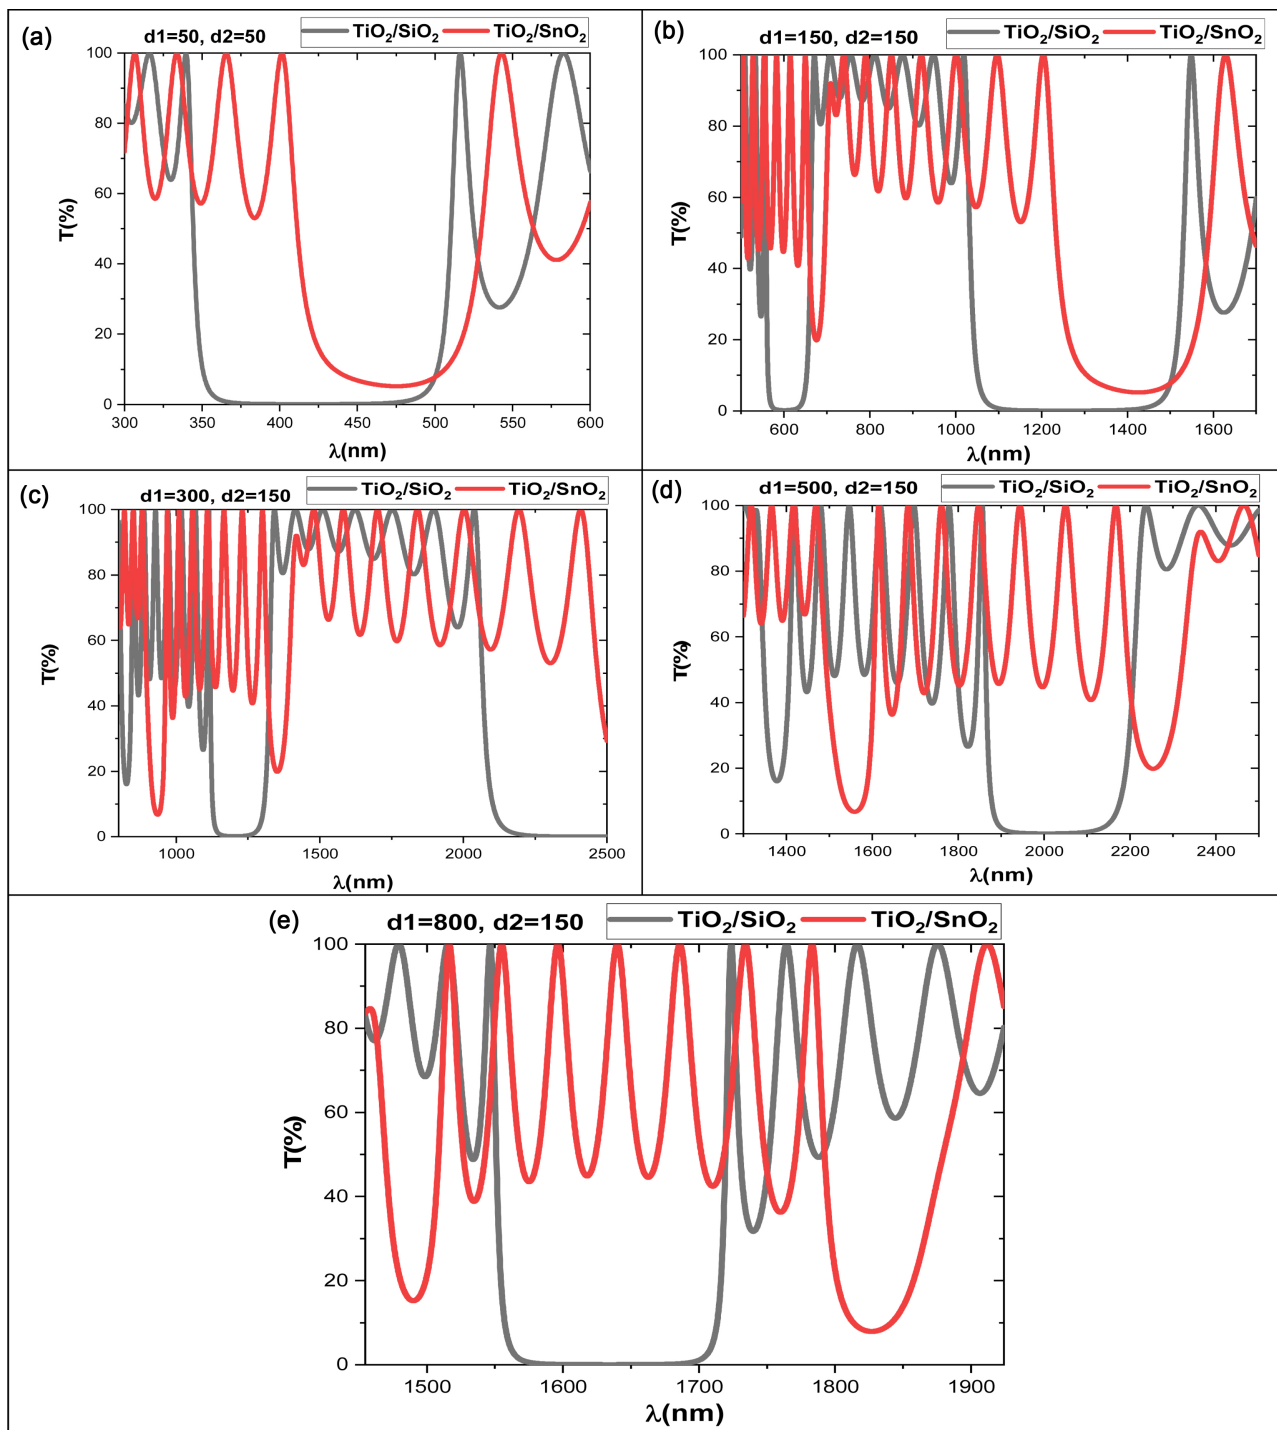 (a)
d1=50, d2=50
TiO₂/SiO₂
TiO₂/SnO₂
100
80
60
40
20
0
T(%)
300
350
400
450
500
550
600
λ(nm)
(b)
d1=150, d2=150
TiO₂/SiO₂
TiO₂/SnO₂
100
80
60
40
20
0
T(%)
600
800
1000
1200
1400
1600
λ(nm)
(c)
d1=300, d2=150
TiO₂/SiO₂
TiO₂/SnO₂
100
80
60
40
20
0
T(%)
1000
1500
2000
2500
λ(nm)
(d)
d1=500, d2=150
TiO₂/SiO₂
TiO₂/SnO₂
100
80
60
40
20
0
T(%)
1400
1600
1800
2000
2200
2400
λ(nm)
(e)
d1=800, d2=150
TiO₂/SiO₂
TiO₂/SnO₂
100
80
60
40
20
0
T(%)
1500
1600
1700
1800
1900
λ(nm)